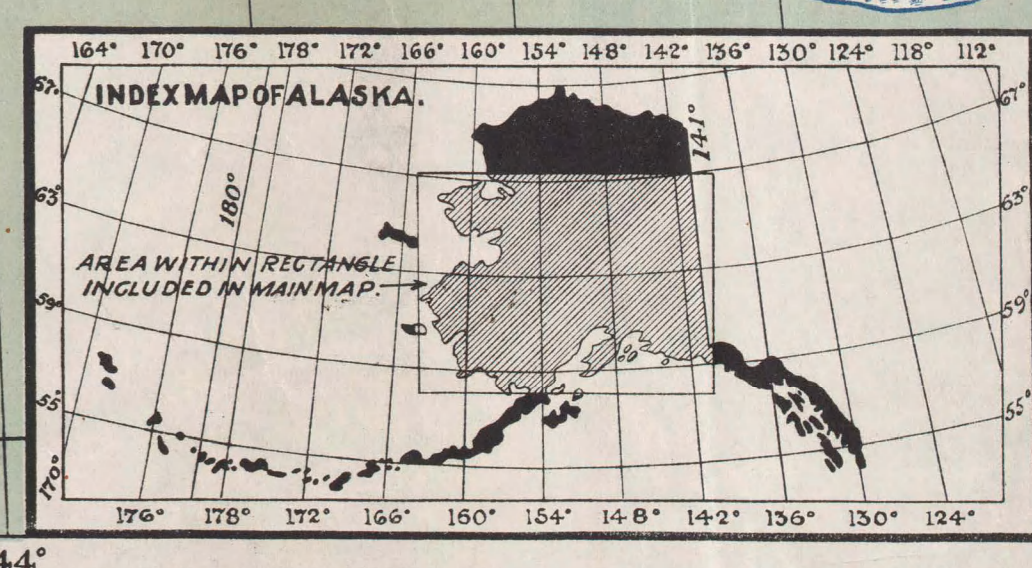 164° 170° 176° 178° 172° 166° 160° 154° 148° 142° 136° 130° 124° 118° 112°
67° 67°
INDEX MAP OF ALASKA.
141°
63° 63°
180°
AREA WITHIN RECTANGLE
INCLUDED IN MAIN MAP.
59° 59°
55° 55°
170°
176° 178° 172° 166° 160° 154° 148° 142° 136° 130° 124°
44°